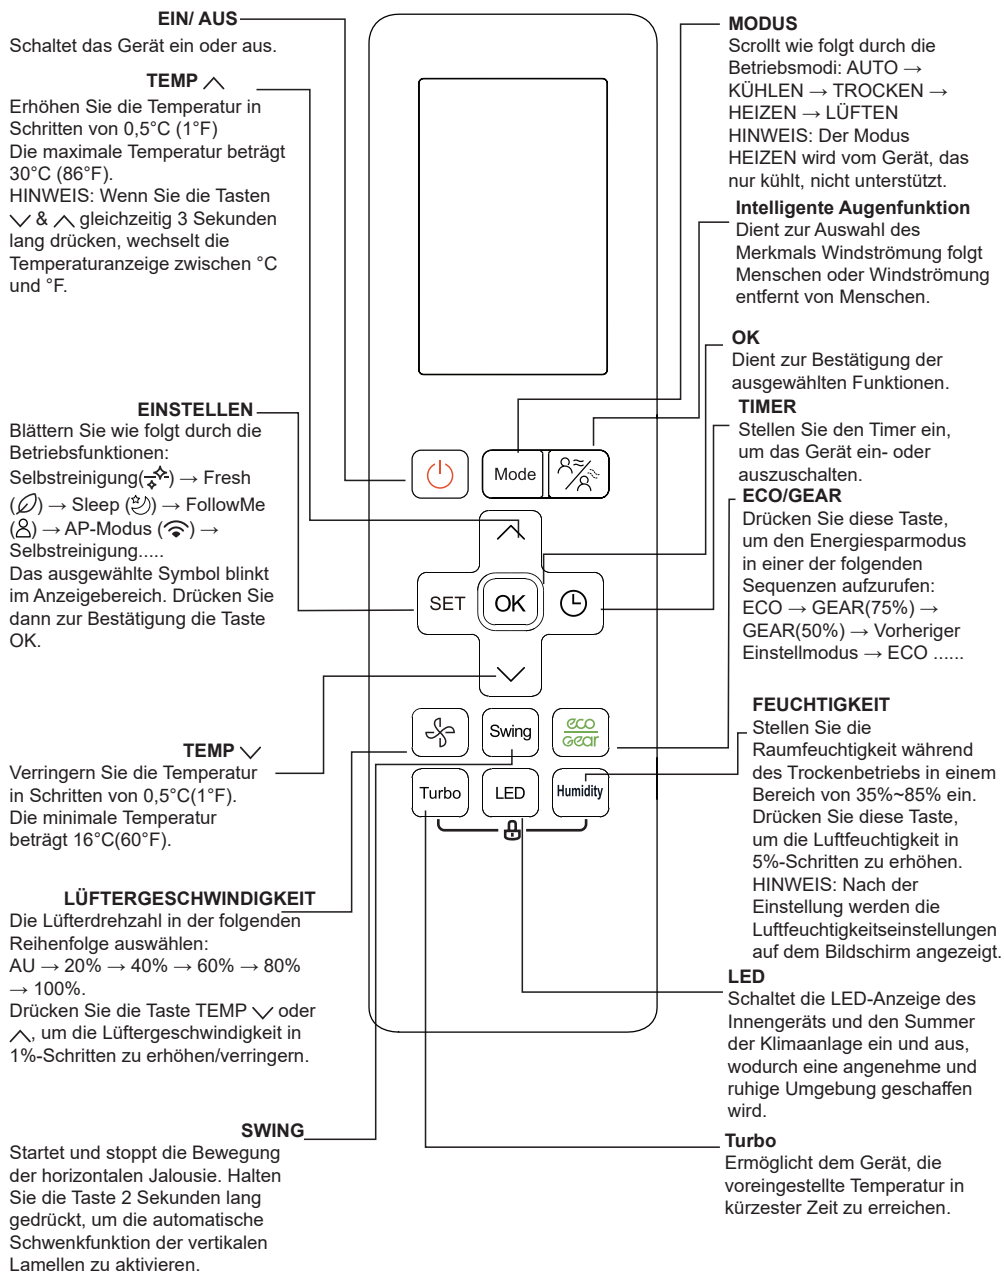 EIN/ AUS
Schaltet das Gerät ein oder aus.
TEMP
Erhöhen Sie die Temperatur in
Schritten von 0,5°C (1°F)
Die maximale Temperatur beträgt
30°C (86°F).
HINWEIS: Wenn Sie die Tasten
& gleichzeitig 3 Sekunden
lang drücken, wechselt die
Temperaturanzeige zwischen °C
und °F.
EINSTELLEN
Blättern Sie wie folgt durch die
Betriebsfunktionen:
Selbstreinigung( ) → Fresh
( ) → Sleep ( ) → FollowMe
( ) → AP-Modus ( ) →
Selbstreinigung.....
Das ausgewählte Symbol blinkt
im Anzeigebereich. Drücken Sie
dann zur Bestätigung die Taste
OK.
TEMP
Verringern Sie die Temperatur
in Schritten von 0,5°C(1°F).
Die minimale Temperatur
beträgt 16°C(60°F).
LÜFTERGESCHWINDIGKEIT
Die Lüfterdrehzahl in der folgenden
Reihenfolge auswählen:
AU → 20% → 40% → 60% → 80%
→ 100%.
Drücken Sie die Taste TEMP oder
, um die Lüftergeschwindigkeit in
1%-Schritten zu erhöhen/verringern.
SWING
Startet und stoppt die Bewegung
der horizontalen Jalousie. Halten
Sie die Taste 2 Sekunden lang
gedrückt, um die automatische
Schwenkfunktion der vertikalen
Lamellen zu aktivieren.
Mode
SET
OK
Swing
eco
Gear
Turbo
LED
Humidity
MODUS
Scrollt wie folgt durch die
Betriebsmodi: AUTO →
KÜHLEN → TROCKEN →
HEIZEN → LÜFTEN
HINWEIS: Der Modus
HEIZEN wird vom Gerät, das
nur kühlt, nicht unterstützt.
Intelligente Augenfunktion
Dient zur Auswahl des
Merkmals Windströmung folgt
Menschen oder Windströmung
entfernt von Menschen.
OK
Dient zur Bestätigung der
ausgewählten Funktionen.
TIMER
Stellen Sie den Timer ein,
um das Gerät ein- oder
auszuschalten.
ECO/GEAR
Drücken Sie diese Taste,
um den Energiesparmodus
in einer der folgenden
Sequenzen aufzurufen:
ECO → GEAR(75%) →
GEAR(50%) → Vorheriger
Einstellmodus → ECO ......
FEUCHTIGKEIT
Stellen Sie die
Raumfeuchtigkeit während
des Trockenbetriebs in einem
Bereich von 35%~85% ein.
Drücken Sie diese Taste,
um die Luftfeuchtigkeit in
5%-Schritten zu erhöhen.
HINWEIS: Nach der
Einstellung werden die
Luftfeuchtigkeitseinstellungen
auf dem Bildschirm angezeigt.
LED
Schaltet die LED-Anzeige des
Innengeräts und den Summer
der Klimaanlage ein und aus,
wodurch eine angenehme und
ruhige Umgebung geschaffen
wird.
Turbo
Ermöglicht dem Gerät, die
voreingestellte Temperatur in
kürzester Zeit zu erreichen.